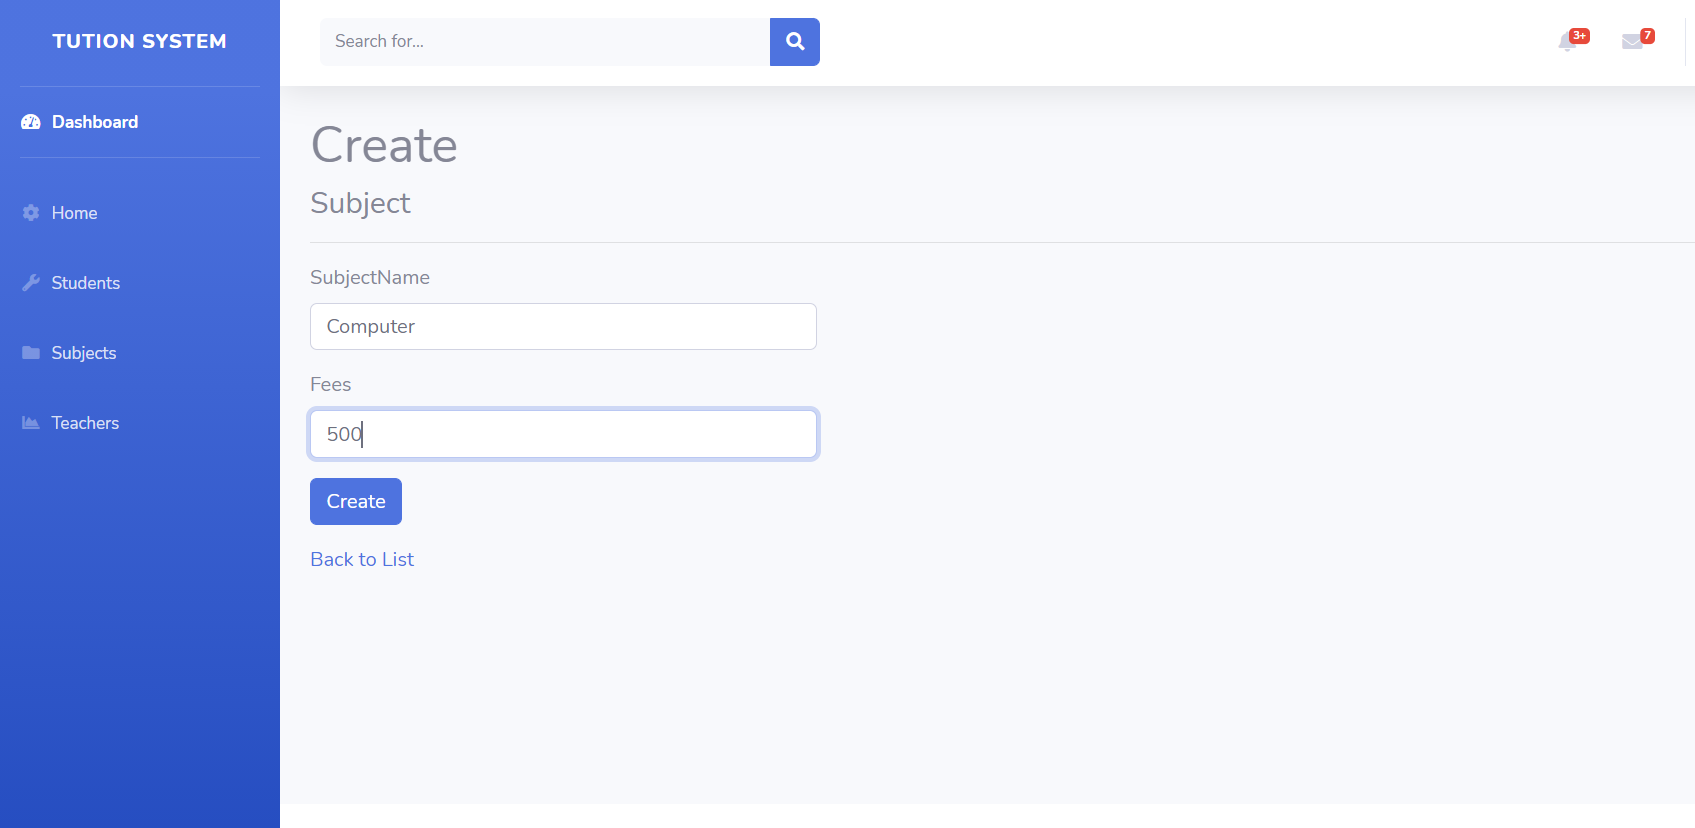 TUTION SYSTEM
Dashboard
Home
Students
Subjects
Teachers
Search for...
3+
7
Create
Subject
SubjectName
Computer
Fees
500
Create
Back to List